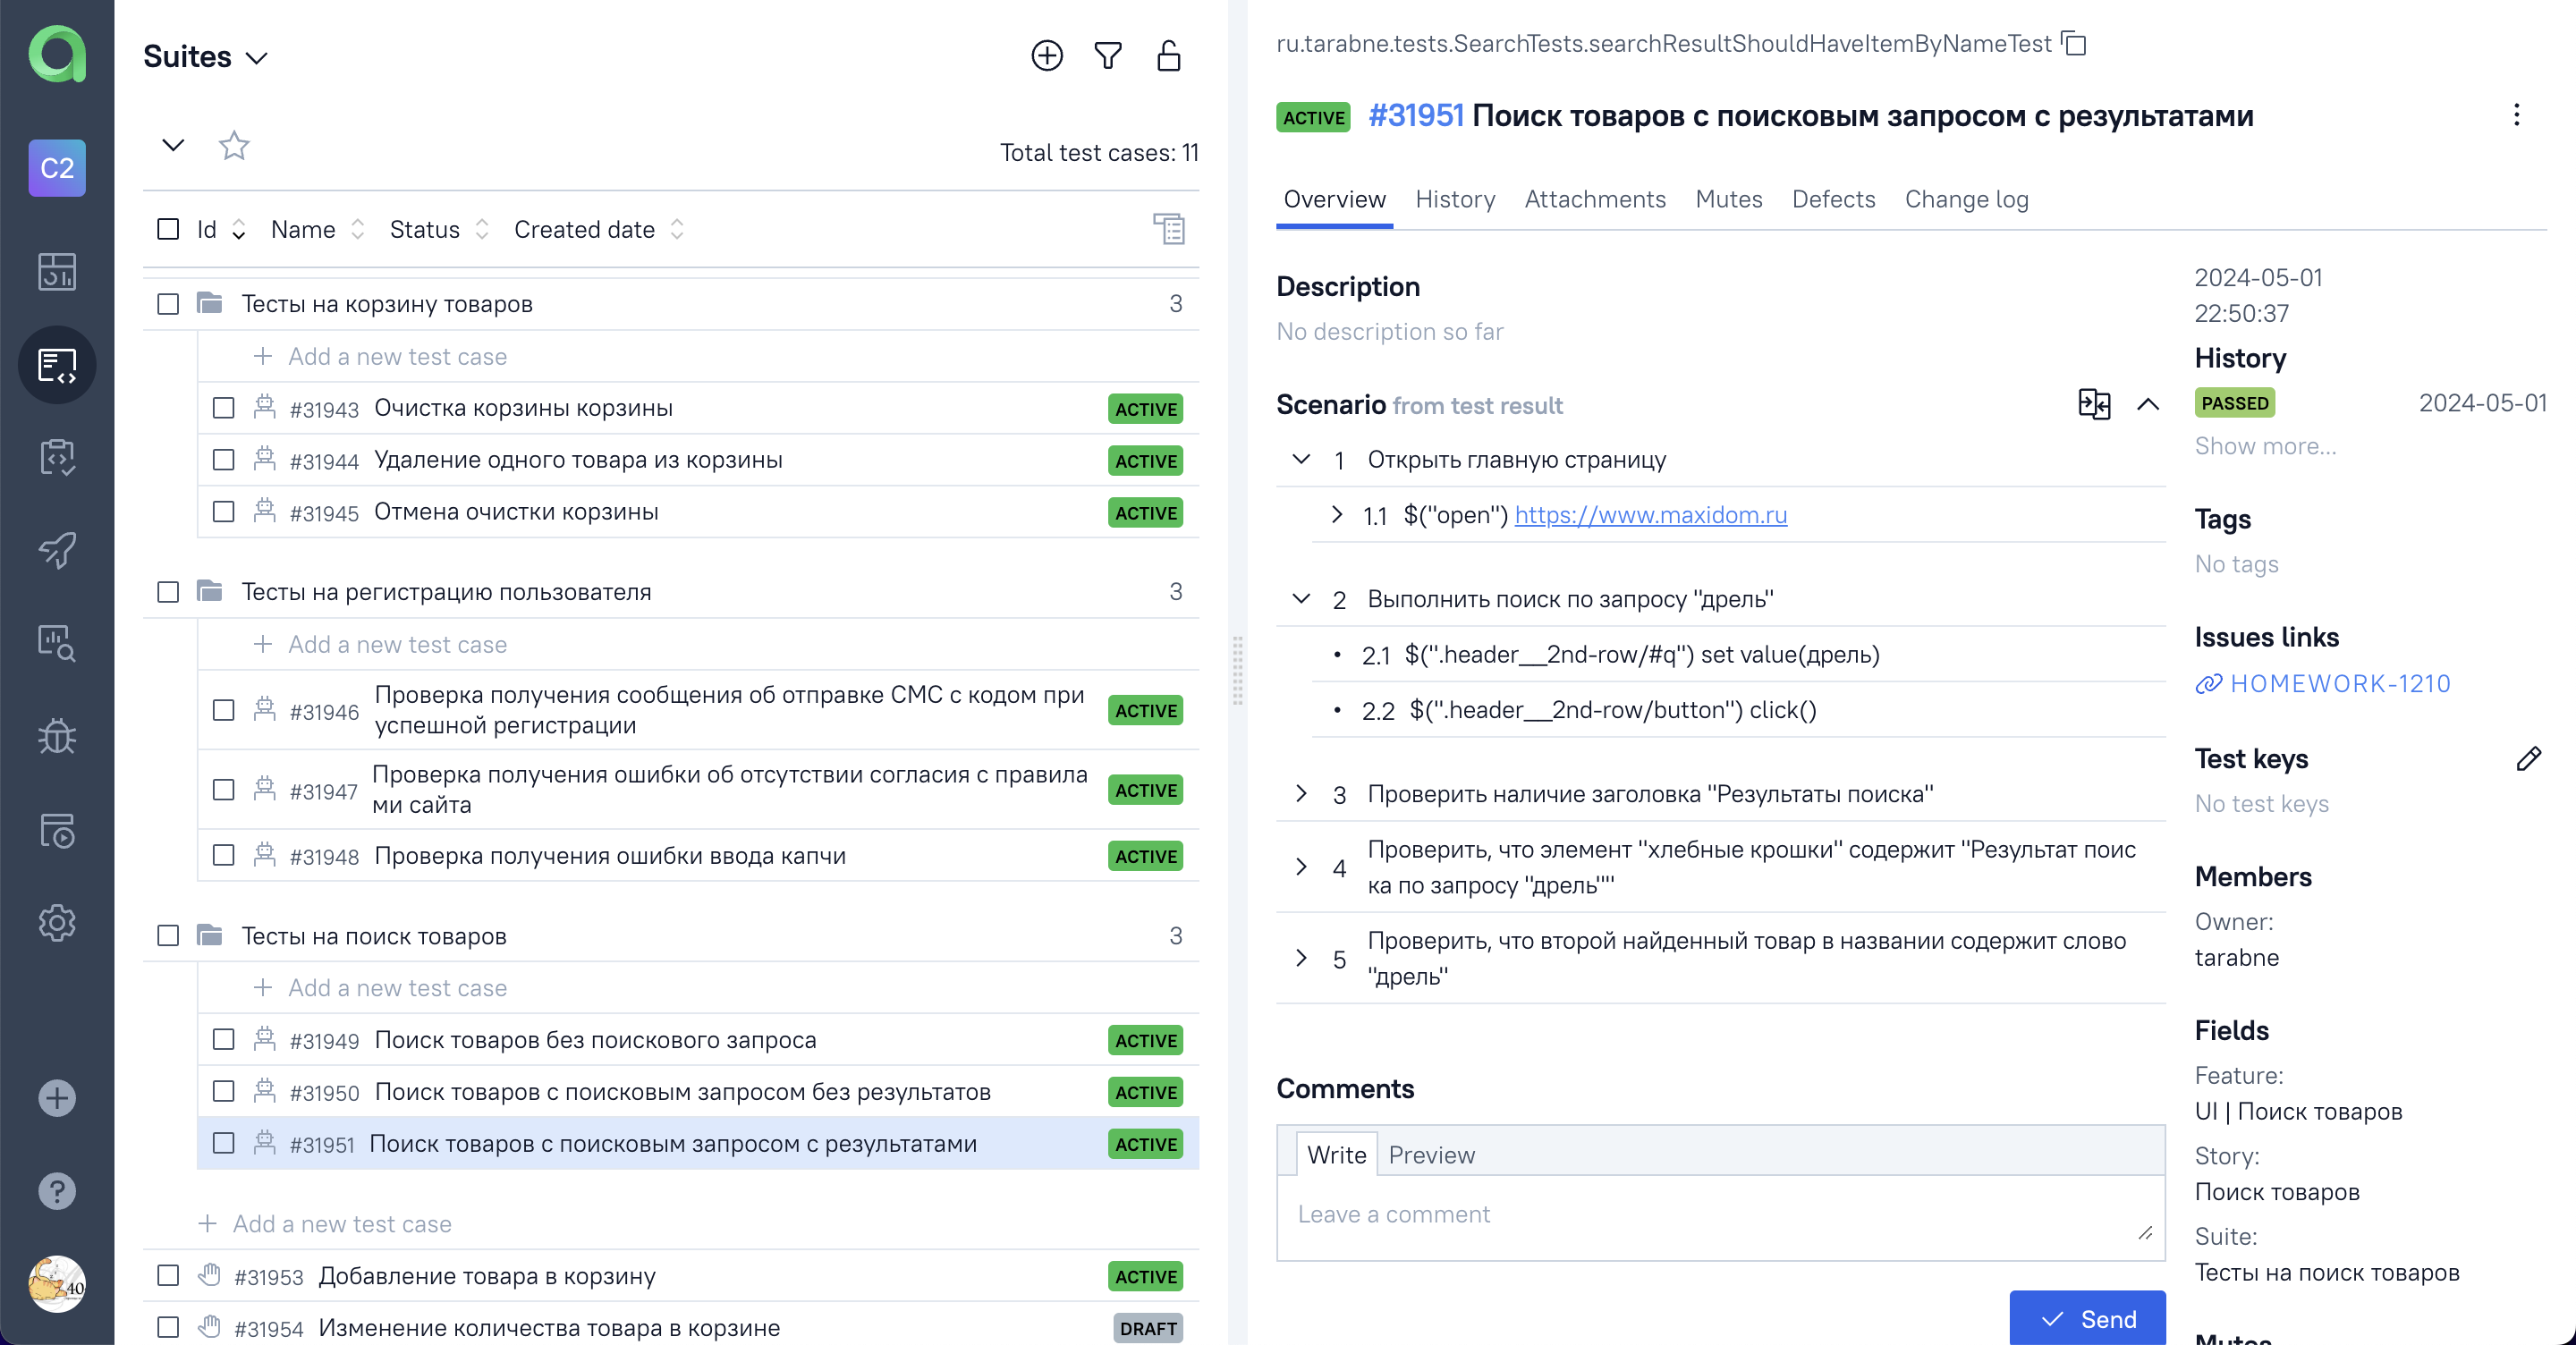 C2
Suites
Total test cases: 11
Id Name Status Created date
Тесты на корзину товаров 3
Add a new test case
#31943 Очистка корзины корзины ACTIVE
#31944 Удаление одного товара из корзины ACTIVE
#31945 Отмена очистки корзины ACTIVE
Тесты на регистрацию пользователя 3
Add a new test case
#31946 Проверка получения сообщения об отправке СМС с кодом при
успешной регистрации ACTIVE
#31947 Проверка получения ошибки об отсутствии согласия с правила
ми сайта ACTIVE
#31948 Проверка получения ошибки ввода капчи ACTIVE
Тесты на поиск товаров 3
Add a new test case
#31949 Поиск товаров без поискового запроса ACTIVE
#31950 Поиск товаров с поисковым запросом без результатов ACTIVE
#31951 Поиск товаров с поисковым запросом с результатами ACTIVE
Add a new test case
#31953 Добавление товара в корзину ACTIVE
#31954 Изменение количества товара в корзине DRAFT
ru.tarabne.tests.SearchTests.searchResultShouldHaveItemByNameTest
ACTIVE #31951 Поиск товаров с поисковым запросом с результатами
Overview History Attachments Mutes Defects Change log
Description
No description so far
Scenario from test result
1 Открыть главную страницу
1.1 $("open") https://www.maxidom.ru
2 Выполнить поиск по запросу "дрель"
2.1 $(".header__2nd-row/#q") set value(дрель)
2.2 $(".header__2nd-row/button") click()
3 Проверить наличие заголовка "Результаты поиска"
4 Проверить, что элемент "хлебные крошки" содержит "Результат поис
ка по запросу "дрель""
5 Проверить, что второй найденный товар в названии содержит слово
"дрель"
Comments
Write Preview
Leave a comment
Send
2024-05-01
22:50:37
History
PASSED 2024-05-01
Show more...
Tags
No tags
Issues links
HOMEWORK-1210
Test keys
No test keys
Members
Owner:
tarabne
Fields
Feature:
UI | Поиск товаров
Story:
Поиск товаров
Suite:
Тесты на поиск товаров
Mutes
40